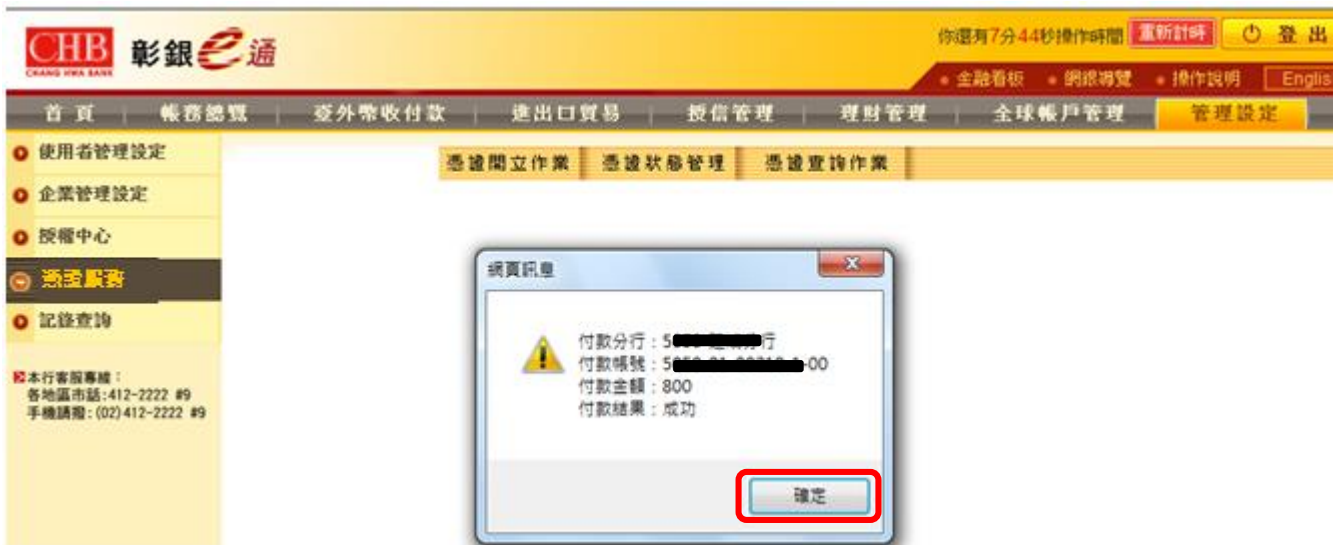 CHB
CHANG HWA BANK
彰銀e通
你還有7分44秒操作時間 重新計時 登出
金融看板 網銀導覽 操作說明 Englis
首頁 帳務總覽 臺外幣收付款 進出口貿易 授信管理 理財管理 全球帳戶管理 管理設定
使用者管理設定
企業管理設定
授權中心
憑證服務
記錄查詢
本行客服專線：
各地區市話:412-2222 #9
手機請撥:(02)412-2222 #9
憑證開立作業 憑證狀態管理 憑證查詢作業
網頁訊息
付款分行：5 行
付款帳號：5 -00
付款金額：800
付款結果：成功
確定